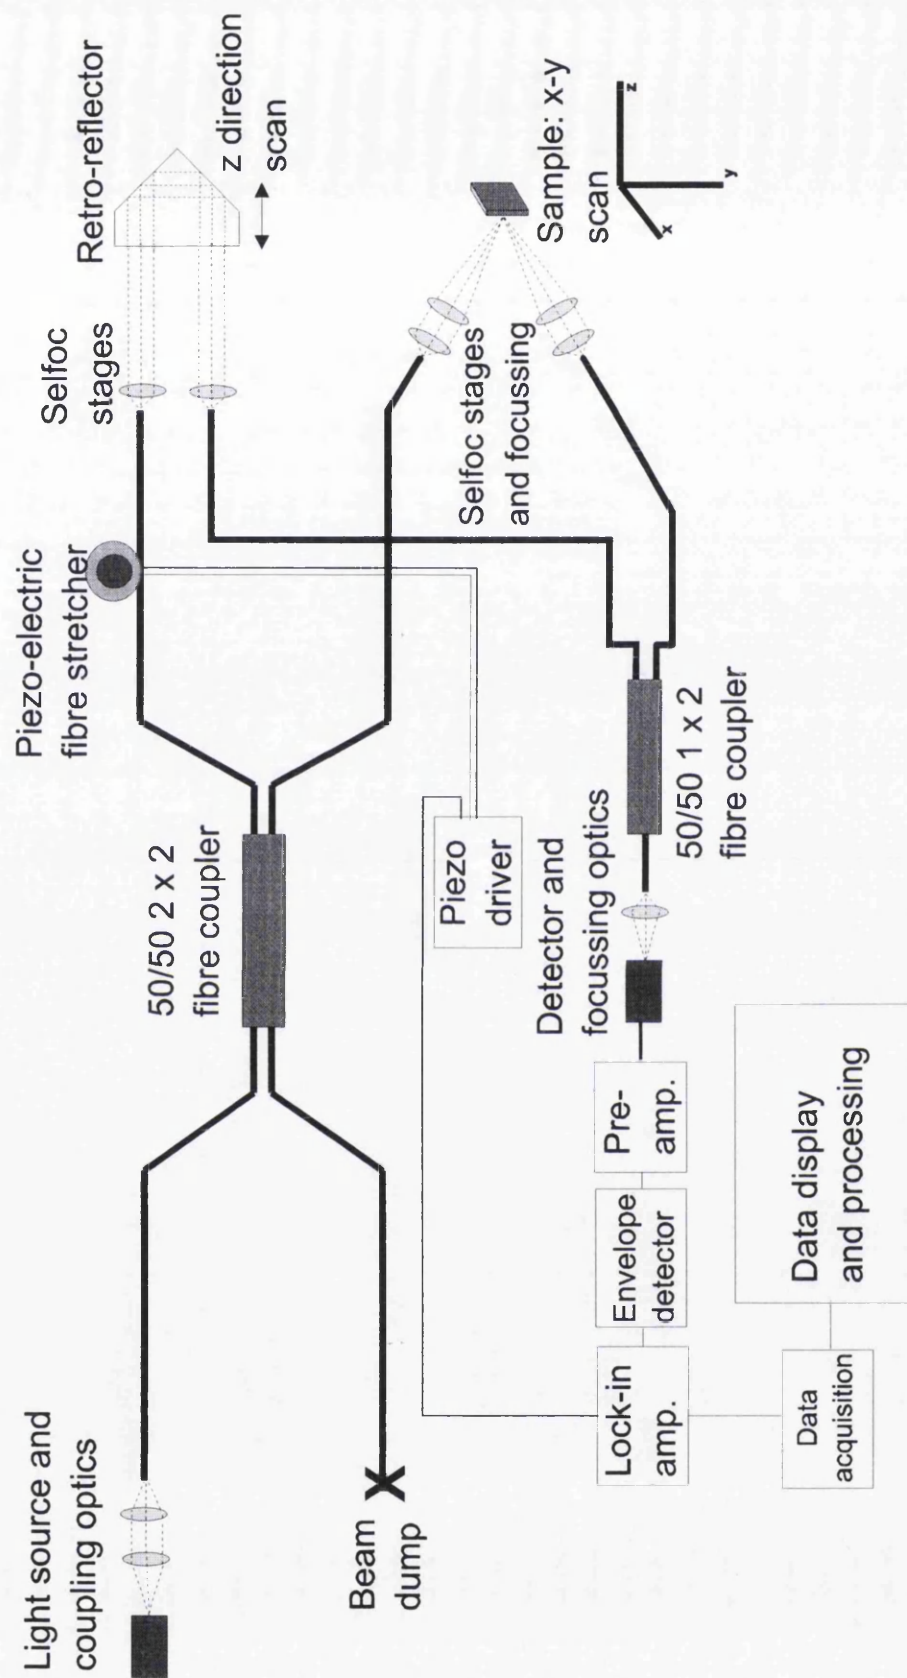 Light source and
coupling optics
Beam
dump
50/50 2 x 2
fibre coupler
Piezo-electric
fibre stretcher
Selfoc
stages
Retro-reflector
z direction
scan
Selfoc stages
and focussing
Sample: x-y
scan
x
y
z
Piezo
driver
50/50 1 x 2
fibre coupler
Detector and
focussing optics
Pre-
amp.
Envelope
detector
Lock-in
amp.
Data
acquisition
Data display
and processing